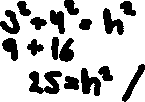 3²+4²=h²
9+16
25=h² /